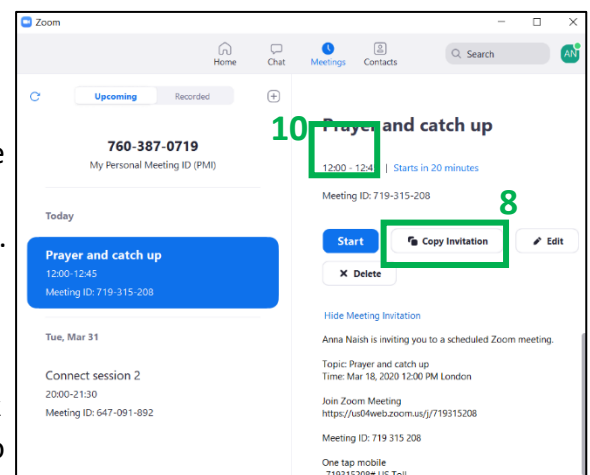 Zoom
Home Chat Meetings Contacts Search AN
Upcoming Recorded
760-387-0719
My Personal Meeting ID (PMI)
Today
Prayer and catch up
12:00-12:45
Meeting ID: 719-315-208
Tue, Mar 31
Connect session 2
20:00-21:30
Meeting ID: 647-091-892
10
Prayer and catch up
12:00 - 12:45 | Starts in 20 minutes
Meeting ID: 719-315-208
8
Start Copy Invitation Edit
Delete
Hide Meeting Invitation
Anna Naish is inviting you to a scheduled Zoom meeting.
Topic: Prayer and catch up
Time: Mar 18, 2020 12:00 PM London
Join Zoom Meeting
https://us04web.zoom.us/j/719315208
Meeting ID: 719 315 208
One tap mobile